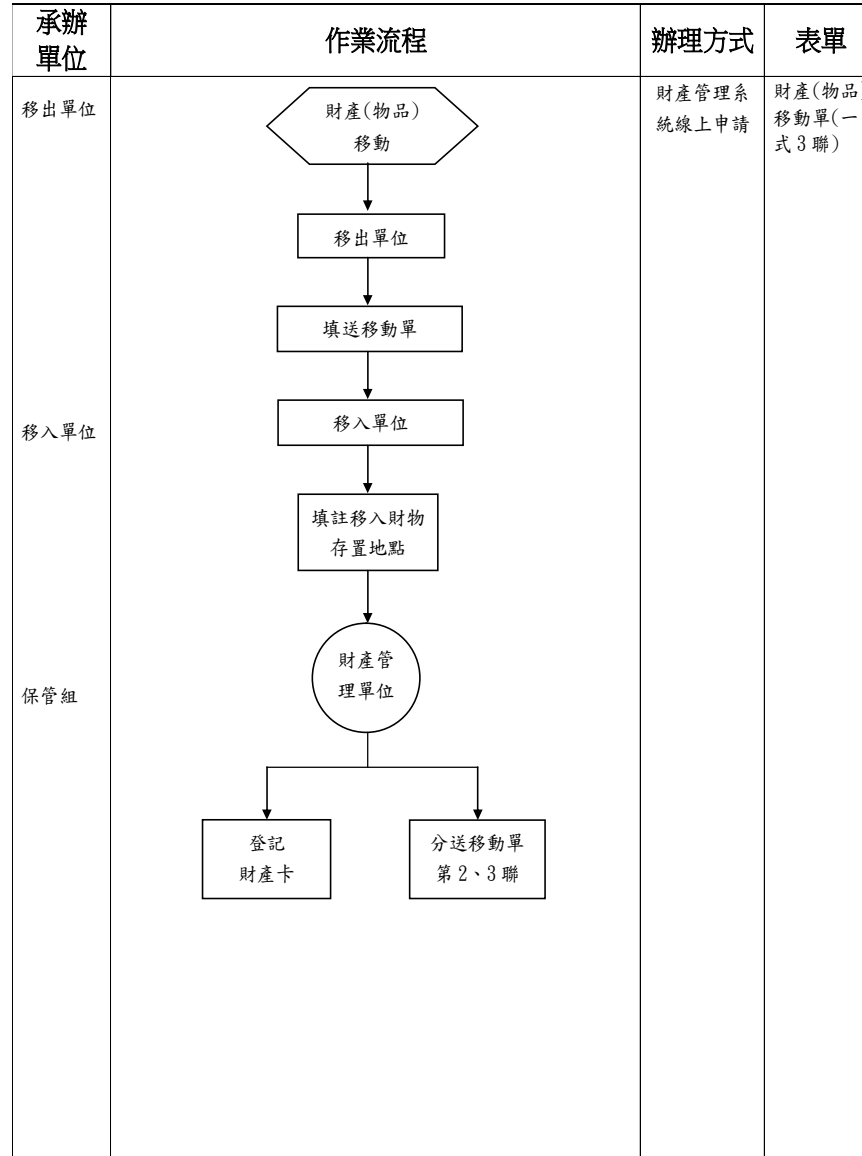 承辦
單位
作業流程
辦理方式
表單
移出單位
財產(物品)
移動
財產管理系
統線上申請
財產(物品)
移動單(一
式3聯)
移出單位
填送移動單
移入單位
移入單位
填註移入財物
存置地點
保管組
財產管
理單位
登記
財產卡
分送移動單
第2、3聯